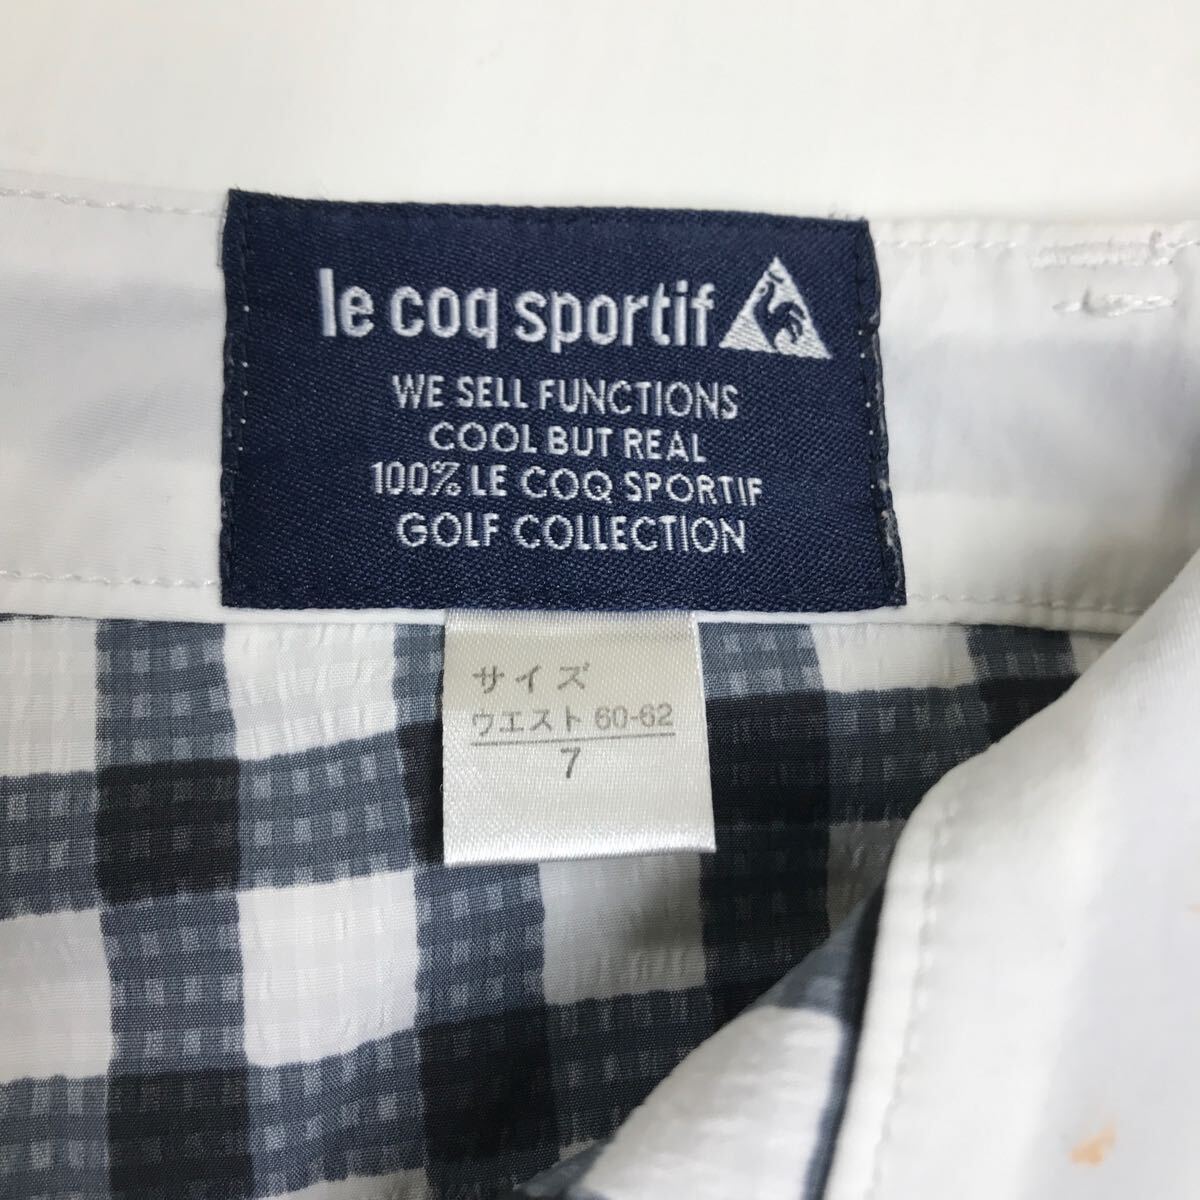 le coq sportif
WE SELL FUNCTIONS
COOL BUT REAL
100% LE COQ SPORTIF
GOLF COLLECTION
サイズ
ウエスト 60-62
7